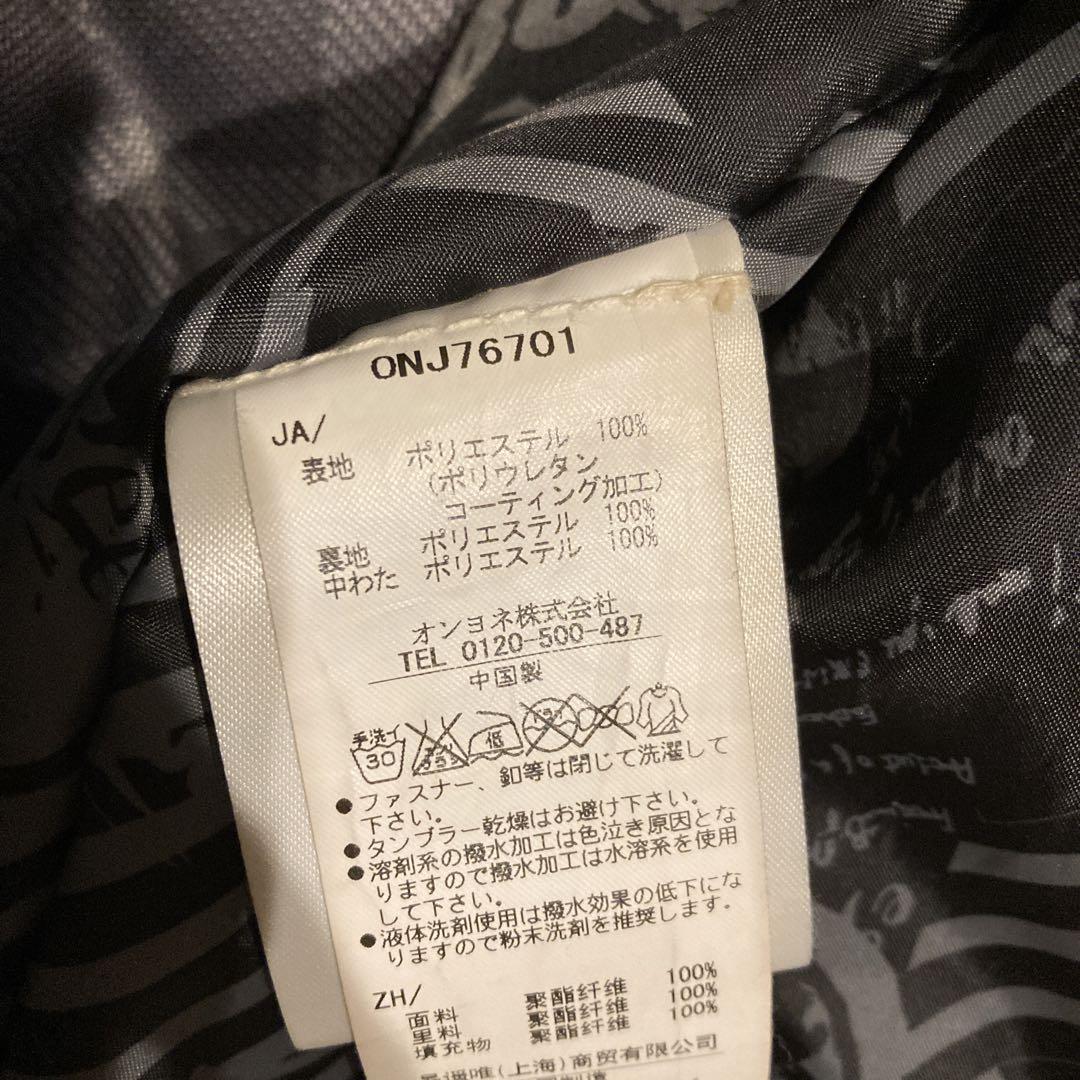 ONJ76701
JA/
表地 ポリエステル 100%
(ポリウレタン
コーティング加工)
裏地 ポリエステル 100%
中わた ポリエステル 100%
オンヨネ株式会社
TEL 0120-500-487
中国製
手洗イ
30
低
●ファスナー、釦等は閉じて洗濯して
下さい。
●タンブラー乾燥はお避け下さい。
●溶剤系の撥水加工は色泣き原因とな
りますので撥水加工は水溶系を使用
して下さい。
●液体洗剤使用は撥水効果の低下にな
りますので粉末洗剤を推奨します。
ZH/
面料 聚酯纤维 100%
里料 聚酯纤维 100%
填充物 聚酯纤维 100%
唯(上海)商贸有限公司